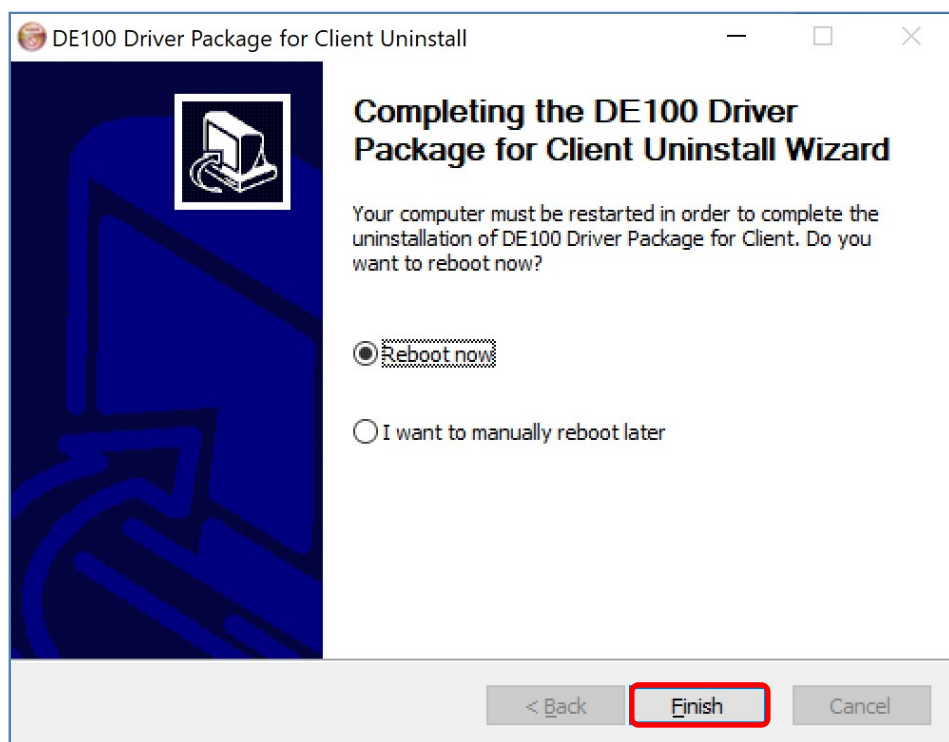 DE100 Driver Package for Client Uninstall
Completing the DE100 Driver
Package for Client Uninstall Wizard
Your computer must be restarted in order to complete the
uninstallation of DE100 Driver Package for Client. Do you
want to reboot now?
Reboot now
I want to manually reboot later
< Back
Finish
Cancel